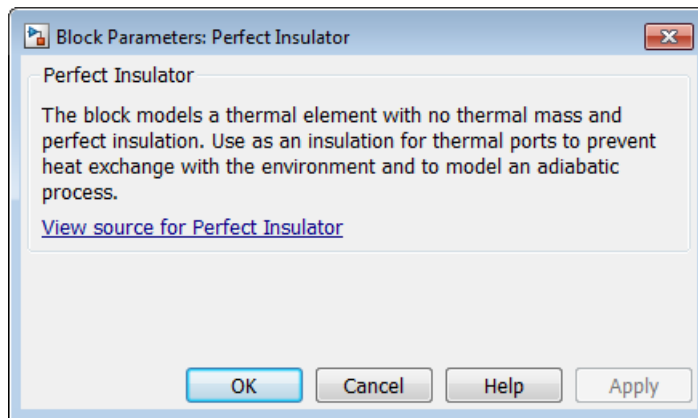 Block Parameters: Perfect Insulator
Perfect Insulator
The block models a thermal element with no thermal mass and
perfect insulation. Use as an insulation for thermal ports to prevent
heat exchange with the environment and to model an adiabatic
process.
View source for Perfect Insulator
OK Cancel Help Apply